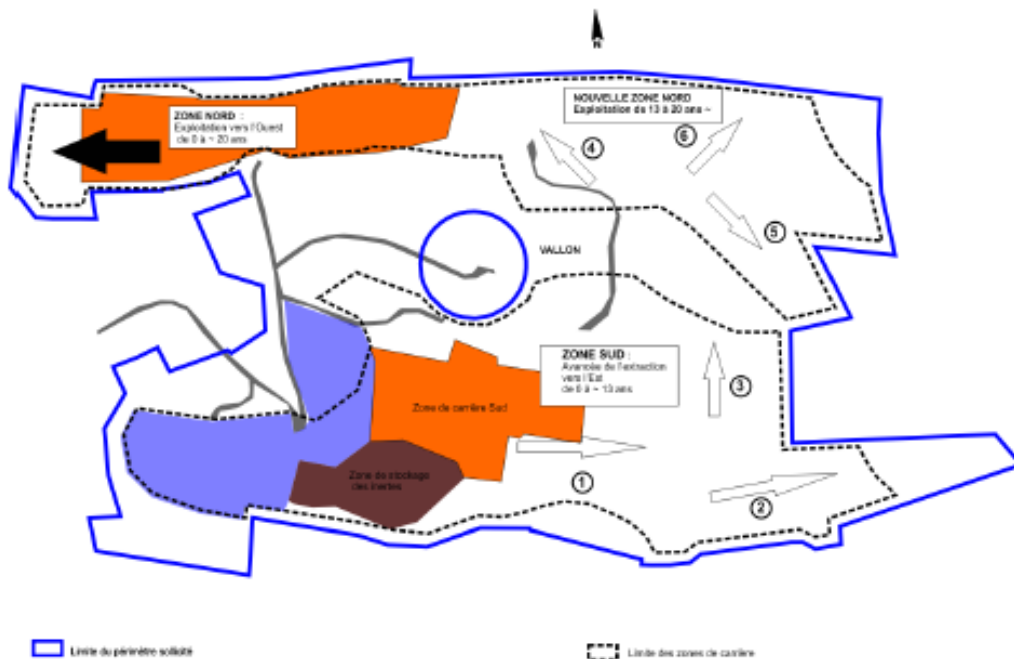 N
ZONE NORD :
Exploitation vers l'Ouest
de 0 à ~ 20 ans
NOUVELLE ZONE NORD
Exploitation de 13 à 20 ans ~
4
6
5
VALLON
ZONE SUD :
Avancée de l'extraction
vers l'Est
de 0 à ~ 13 ans
3
Zone de carrière Sud
Zone de stockage
des inertes
1
2
Limite du périmètre sollicité
Limite des zones de carrière